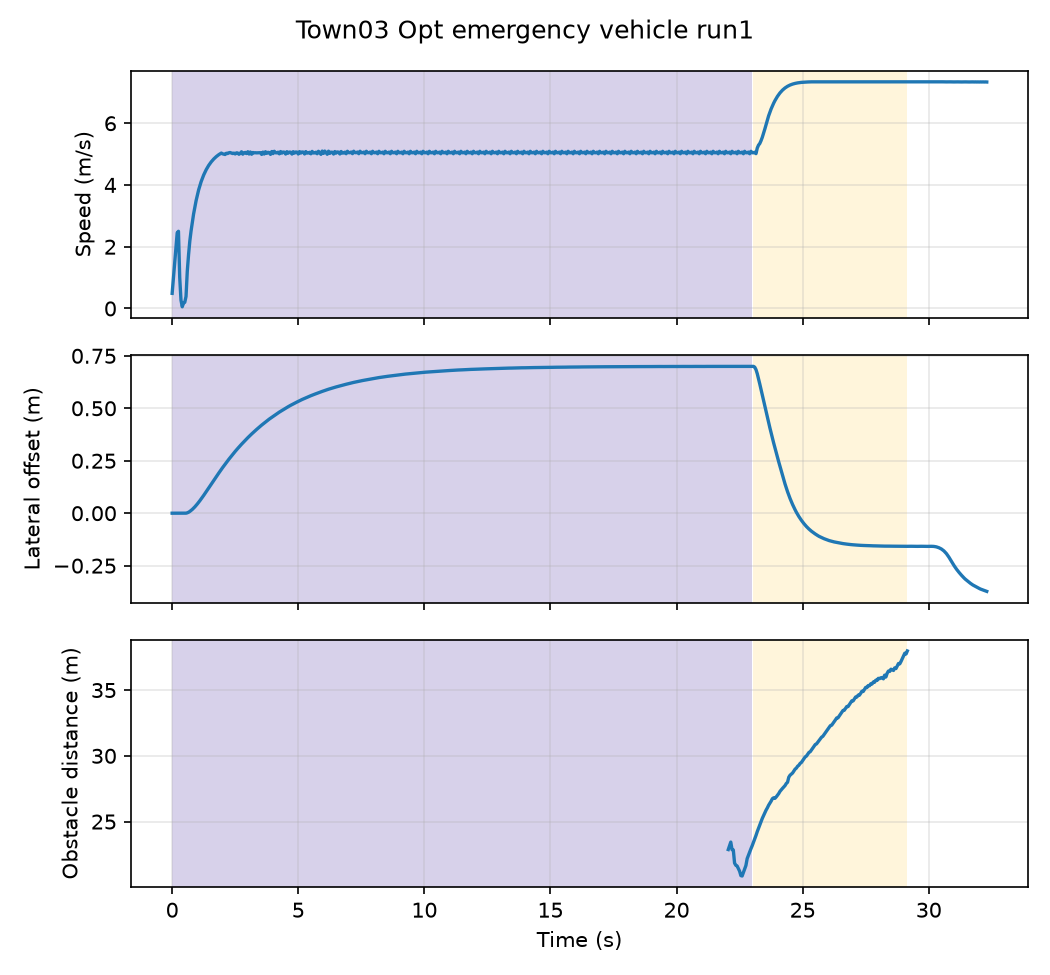 Town03 Opt emergency vehicle run1
Speed (m/s)
6
4
2
0
Lateral offset (m)
0.75
0.50
0.25
0.00
−0.25
Obstacle distance (m)
35
30
25
0 5 10 15 20 25 30
Time (s)